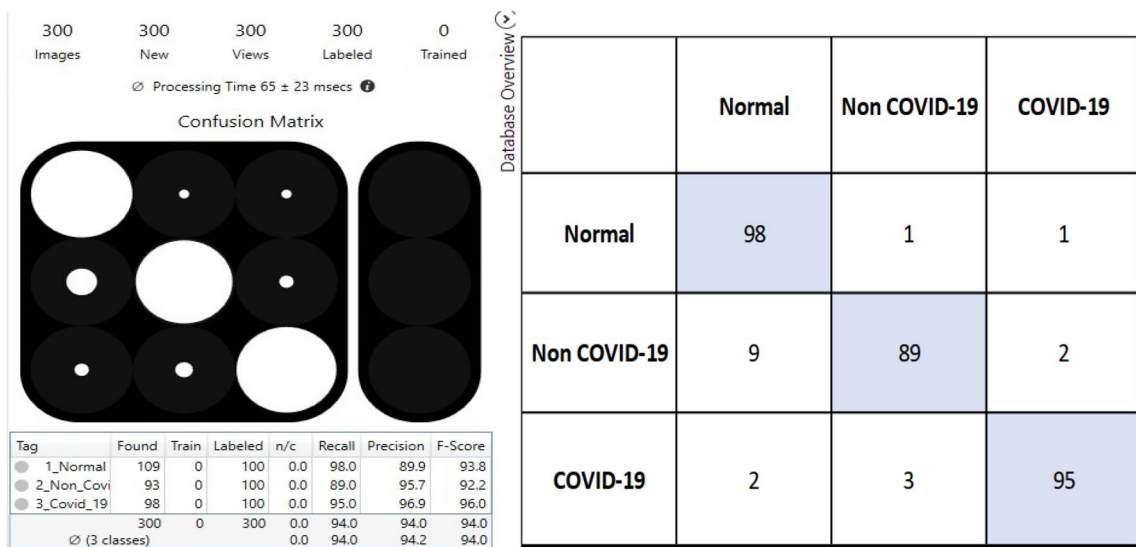 300 300 300 300 0
Images New Views Labeled Trained
Ø Processing Time 65 ± 23 msecs
Confusion Matrix
Tag Found Train Labeled n/c Recall Precision F-Score
1_Normal 109 0 100 0.0 98.0 89.9 93.8
2_Non_Covi 93 0 100 0.0 89.0 95.7 92.2
3_Covid_19 98 0 100 0.0 95.0 96.9 96.0
300 0 300 0.0 94.0 94.0 94.0
Ø (3 classes) 0.0 94.0 94.2 94.0
Database Overview
Normal Non COVID-19 COVID-19
Normal 98 1 1
Non COVID-19 9 89 2
COVID-19 2 3 95